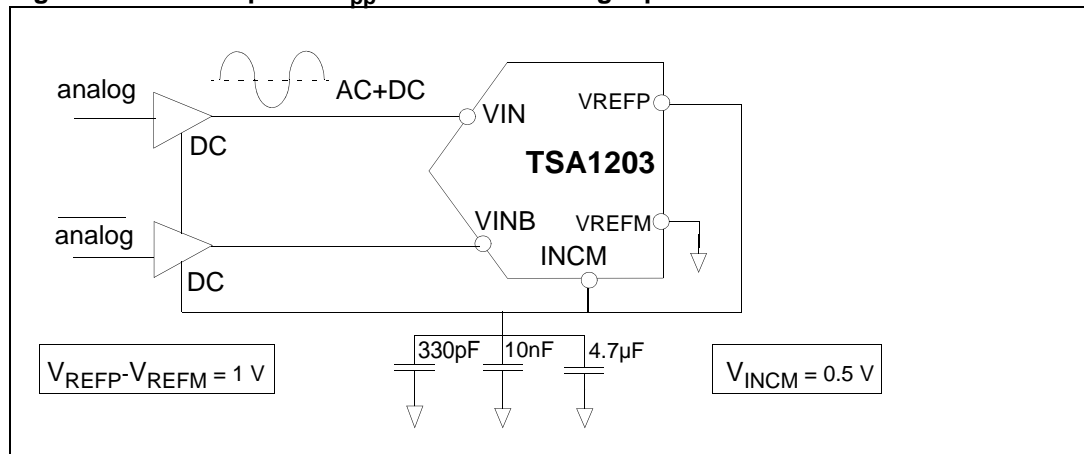 analog
AC+DC
VIN
VREFP
DC
TSA1203
analog
VINB
VREFM
INCM
DC
330pF
10nF
4.7µF
VREFP-VREFM = 1 V
VINCM = 0.5 V